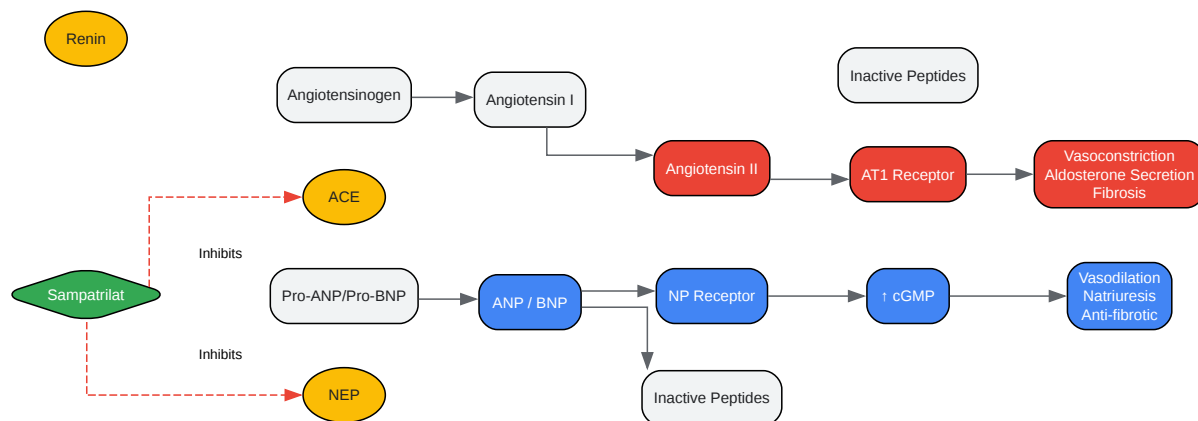 Renin
Inactive Peptides
Angiotensinogen
Angiotensin I
Angiotensin II
AT1 Receptor
Vasoconstriction
Aldosterone Secretion
Fibrosis
ACE
Inhibits
Sampatrilat
Pro-ANP/Pro-BNP
ANP / BNP
NP Receptor
↑ cGMP
Vasodilation
Natriuresis
Anti-fibrotic
Inhibits
NEP
Inactive Peptides